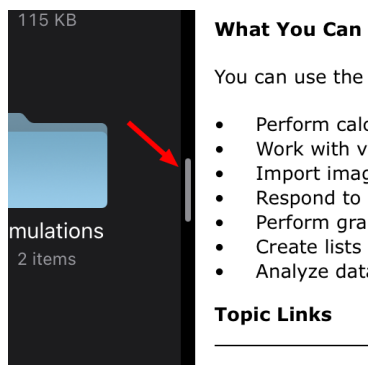 115 KB
mulations
2 items
What You Can
You can use the
• Perform calc
• Work with v
• Import imag
• Respond to
• Perform gra
• Create lists
• Analyze data
Topic Links